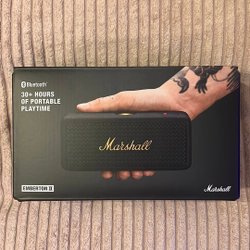 Bluetooth®
30+ HOURS
OF PORTABLE
PLAYTIME
Marshall
EMBERTON II
Marshall